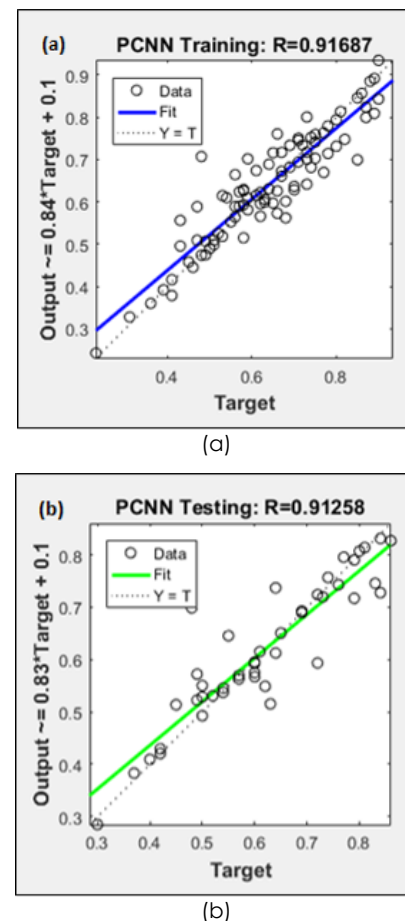 (a)
PCNN Training: R=0.91687
Output ~= 0.84*Target + 0.1
0.9
0.8
0.7
0.6
0.5
0.4
0.3
Data
Fit
Y = T
0.4
0.6
0.8
Target
(a)
(b)
PCNN Testing: R=0.91258
Output ~= 0.83*Target + 0.1
0.8
0.7
0.6
0.5
0.4
0.3
Data
Fit
Y = T
0.3
0.4
0.5
0.6
0.7
0.8
Target
(b)